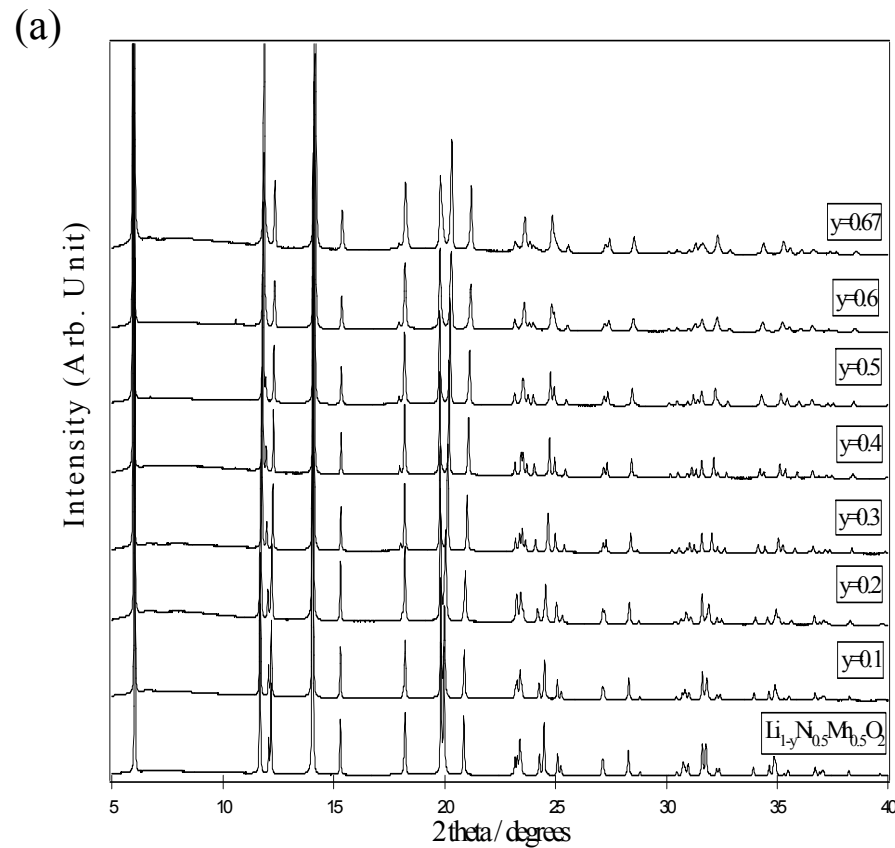 (a)
Intensity (Arb. Unit)
y=0.67
y=0.6
y=0.5
y=0.4
y=0.3
y=0.2
y=0.1
Li1-yNi0.5Mn0.5O2
5 10 15 20 25 30 35 40
2 theta / degrees